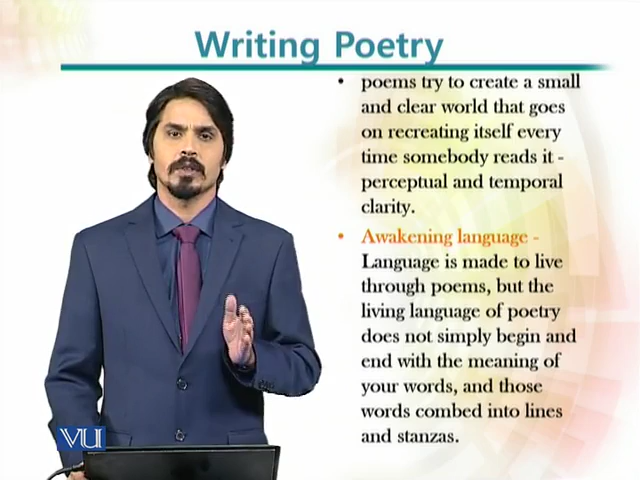 Writing Poetry
• poems try to create a small
and clear world that goes
on recreating itself every
time somebody reads it -
perceptual and temporal
clarity.
• Awakening language -
Language is made to live
through poems, but the
living language of poetry
does not simply begin and
end with the meaning of
your words, and those
words combed into lines
and stanzas.
VU